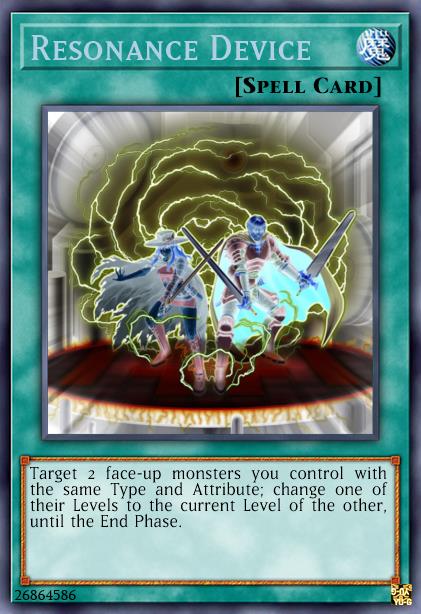 RESONANCE DEVICE
魔
[SPELL CARD]
Target 2 face-up monsters you control with
the same Type and Attribute; change one of
their Levels to the current Level of the other,
until the End Phase.
26864586